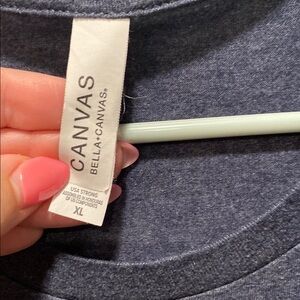 CANVAS
BELLA+CANVAS®
USA STRONG
XL